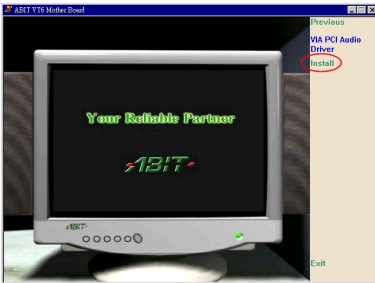 ABIT VT6 Mother Board
Previous
VIA PCI Audio
Driver
Install
Your Reliable Partner
ABIT
ABIT
Exit